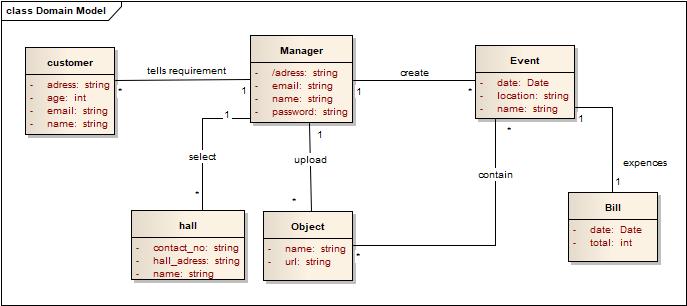 class Domain Model
customer
- adress: string
- age: int
- email: string
- name: string
tells requirement
*
1
Manager
- /adress: string
- email: string
- name: string
- password: string
create
1
*
Event
- date: Date
- location: string
- name: string
1
select
*
1
upload
*
*
contain
*
1
expences
1
hall
- contact_no: string
- hall_adress: string
- name: string
Object
- name: string
- url: string
Bill
- date: Date
- total: int